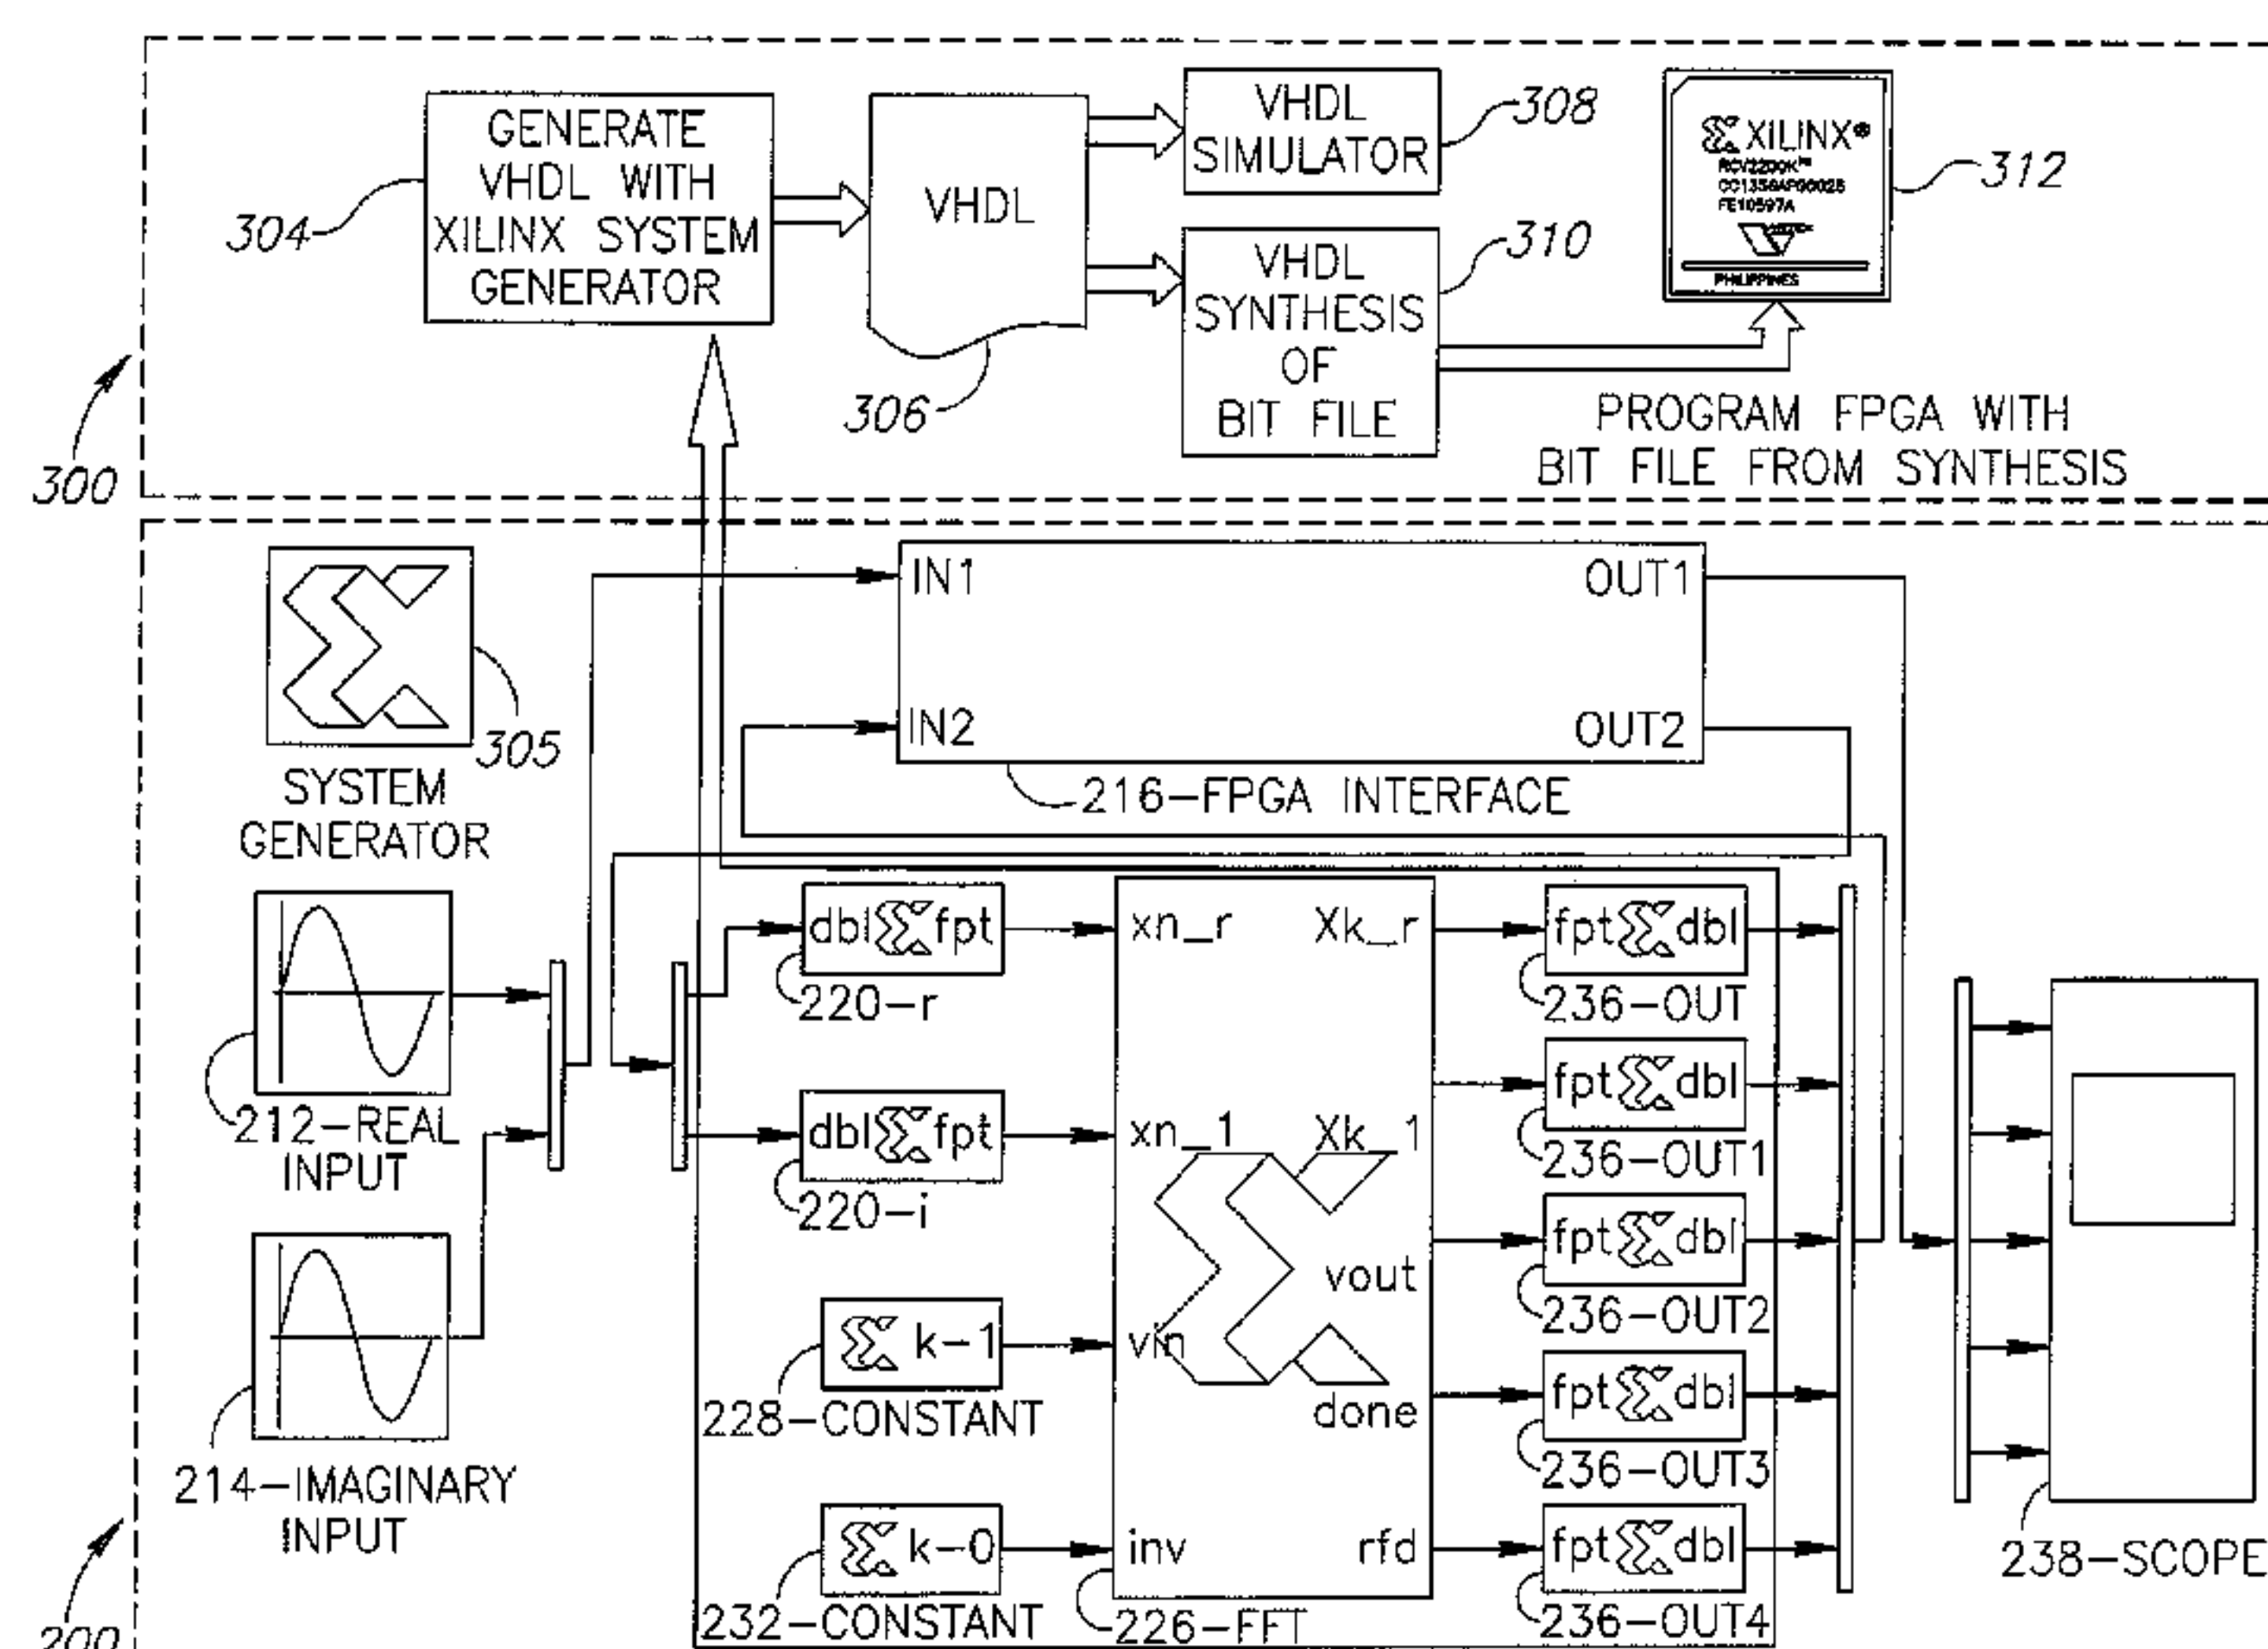 GENERATE
VHDL WITH
XILINX SYSTEM
GENERATOR
304
VHDL
306
VHDL
SIMULATOR
308
VHDL
SYNTHESIS
OF
BIT FILE
310
XILINX®
FE10597A
PHILIPPINES
312
PROGRAM FPGA WITH
BIT FILE FROM SYNTHESIS
300
305
SYSTEM
GENERATOR
IN1
OUT1
IN2
OUT2
216-FPGA INTERFACE
212-REAL
INPUT
214-IMAGINARY
INPUT
dbl fpt
220-r
dbl fpt
220-i
k-1
228-CONSTANT
k-0
232-CONSTANT
xn_r
Xk_r
xn_1
Xk_1
vout
vin
done
inv
rfd
226-FFT
fpt dbl
236-OUT
fpt dbl
236-OUT1
fpt dbl
236-OUT2
fpt dbl
236-OUT3
fpt dbl
236-OUT4
238-SCOPE
200